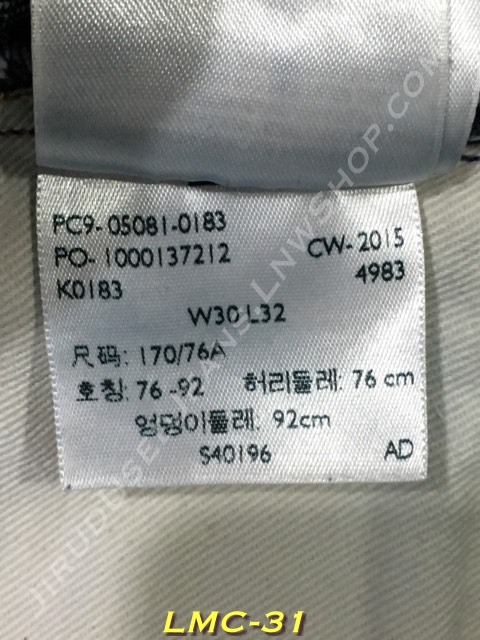 PC9-05081-0183
PO-1000137212
CW-2015
K0183
4983
W30 L32
尺码: 170/76A
호칭: 76-92 허리둘레: 76 cm
엉덩이둘레: 92cm
S40196
AD
LMC-31